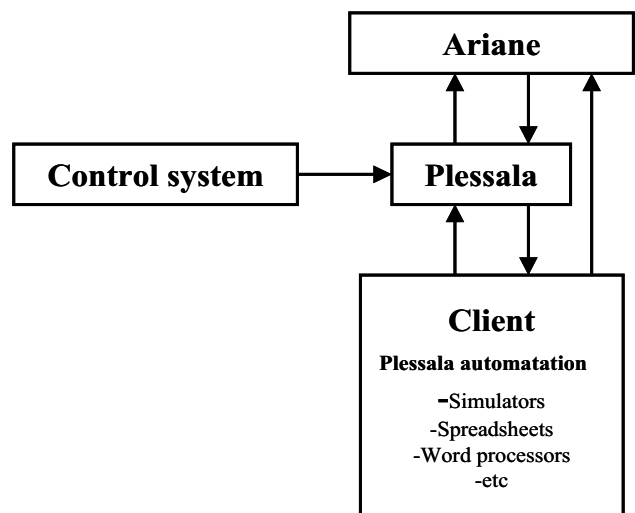 Ariane
Control system
Plessala
Client
Plessala automatation
-Simulators
-Spreadsheets
-Word processors
-etc